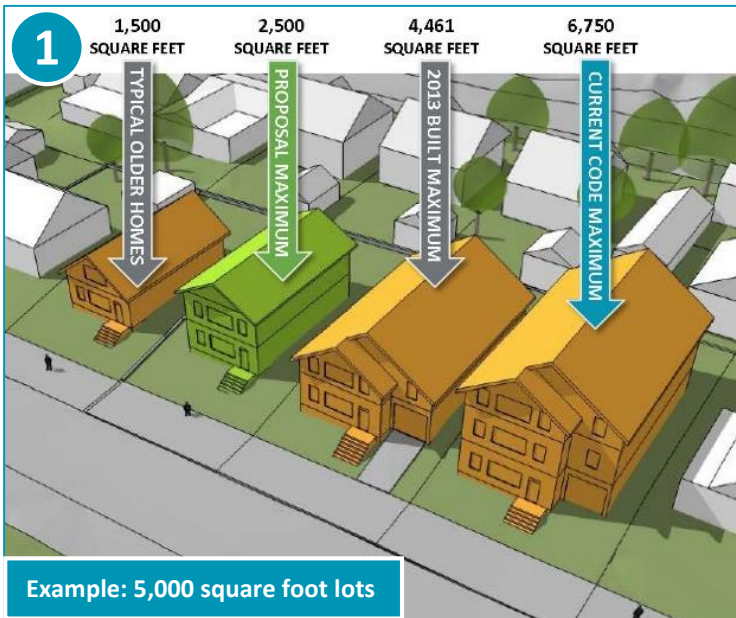 1
1,500
SQUARE FEET
2,500
SQUARE FEET
4,461
SQUARE FEET
6,750
SQUARE FEET
TYPICAL OLDER HOMES
PROPOSAL MAXIMUM
2013 BUILT MAXIMUM
CURRENT CODE MAXIMUM
Example: 5,000 square foot lots